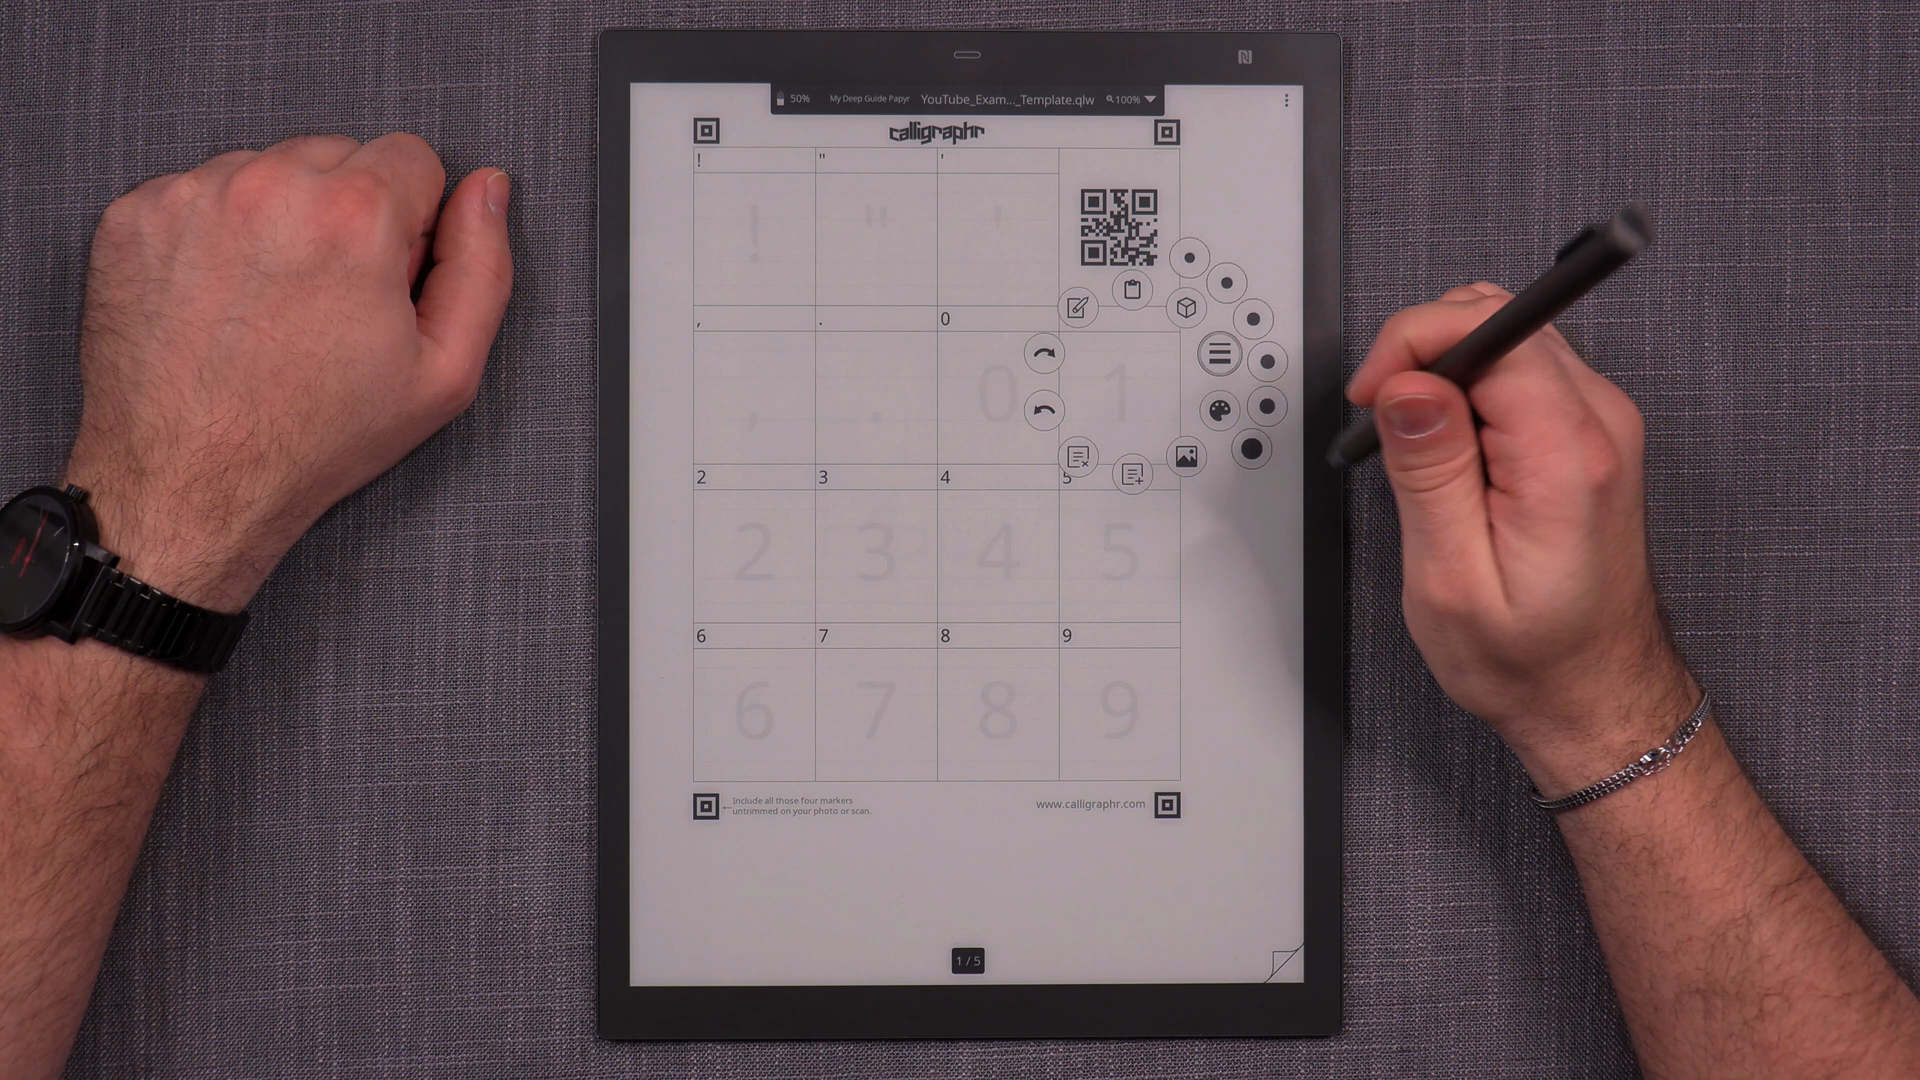 50% My Deep Guide Papyr YouTube_Exam..._Template.qlw 100%
calligraphr
! " '
! " '
, . 0
, . 0 1
2 3 4 5
2 3 4 5
6 7 8 9
6 7 8 9
←Include all those four markers
untrimmed on your photo or scan.
www.calligraphr.com
1 / 5